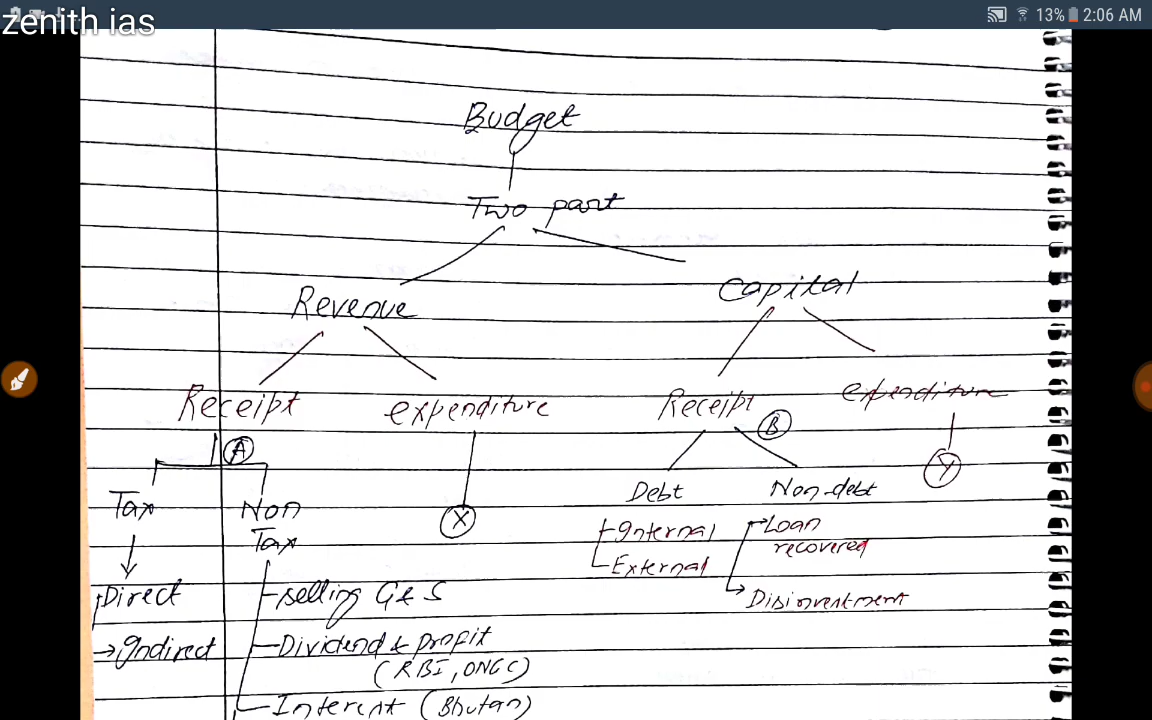 zenith ias
13% 2:06 AM
Budget
Two part
Revenue
Capital
Receipt
expenditure
Receipt
expenditure
A
B
Y
Tax
Non
Tax
X
Debt
Non-debt
Internal
External
Loan
recovered
Disinventment
Direct
Indirect
selling G & S
Dividend & profit
(RBI, ONGC)
Interest (Bhutan)